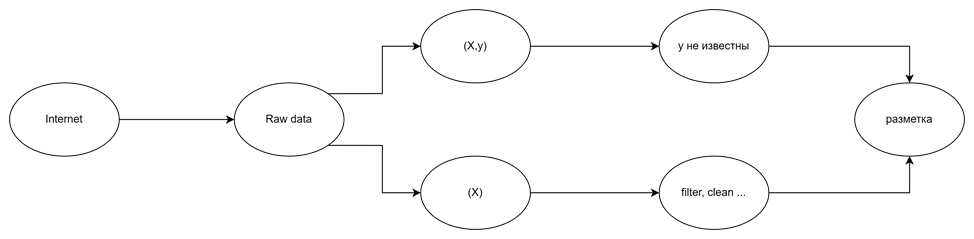 Internet
Raw data
(X,y)
у не известны
(X)
filter, clean ...
разметка